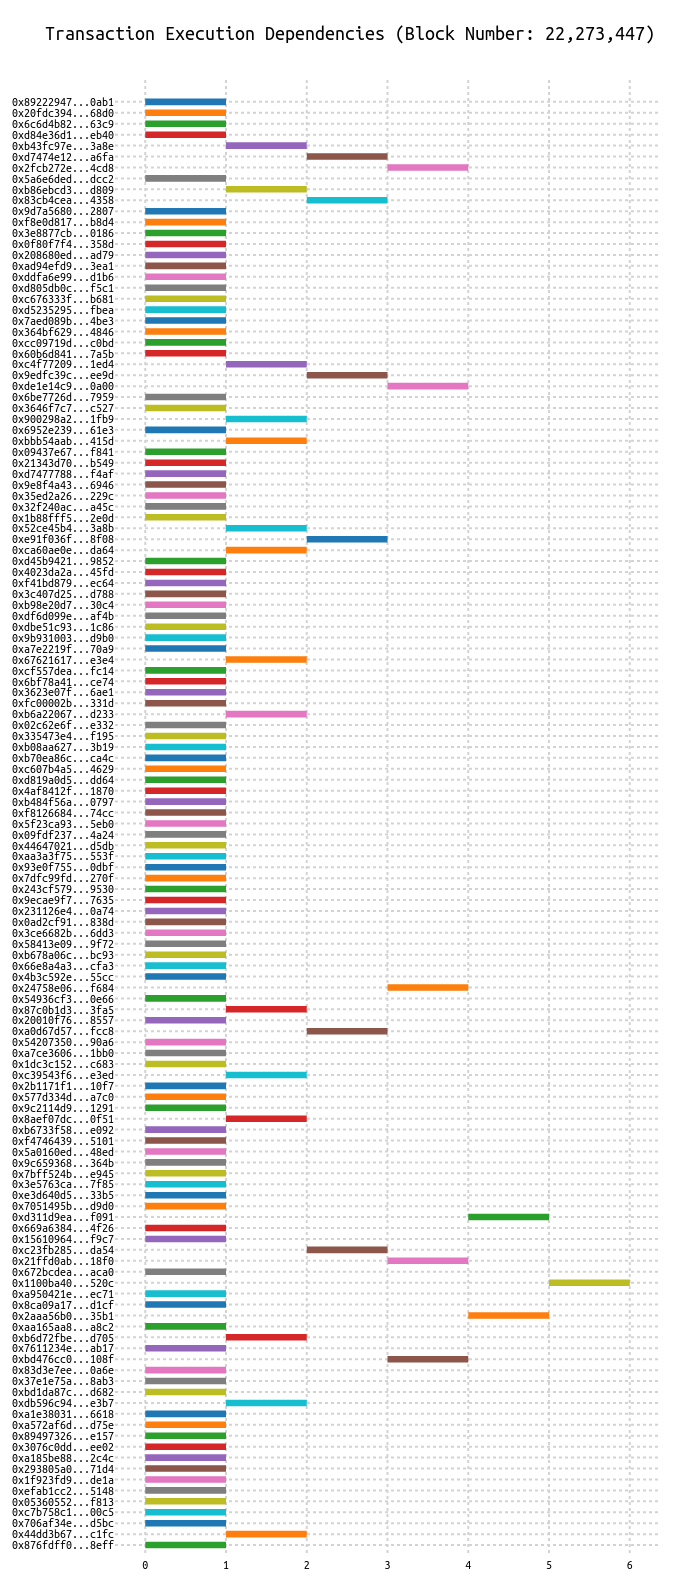 Transaction Execution Dependencies (Block Number: 22,273,447)
0x89222947...0ab1
0x20fdc394...68d0
0x6c6d4b82...63c9
0xd84e36d1...eb40
0xb43fc97e...3a8e
0xd7474e12...a6fa
0x2fcb272e...4cd8
0x5a6e6ded...dcc2
0xb86ebcd3...d809
0x83cb4cea...4358
0x9d7a5680...2807
0xf8e0d817...b8d4
0x3e8877cb...0186
0x0f80f7f4...358d
0x208680ed...ad79
0xad94efd9...3ea1
0xddfa6e99...d1b6
0xd805db0c...f5c1
0xc676333f...b681
0xd5235295...fbea
0x7aed089b...4be3
0x364bf629...4846
0xcc09719d...c0bd
0x60b6d841...7a5b
0xc4f77209...1ed4
0x9edfc39c...ee9d
0xde1e14c9...0a00
0x6be7726d...7959
0x3646f7c7...c527
0x900298a2...1fb9
0x6952e239...61e3
0xbbb54aab...415d
0x09437e67...f841
0x21343d70...b549
0xd7477788...f4af
0x9e8f4a43...6946
0x35ed2a26...229c
0x32f240ac...a45c
0x1b88fff5...2e0d
0x52ce45b4...3a8b
0xe91f036f...8f08
0xca60ae0e...da64
0xd45b9421...9852
0x4023da2a...45fd
0xf41bd879...ec64
0x3c407d25...d788
0xb98e20d7...30c4
0xdf6d099e...af4b
0xdbe51c93...1c86
0x9b931003...d9b0
0xa7e2219f...70a9
0x67621617...e3e4
0xcf557dea...fc14
0x6bf78a41...ce74
0x3623e07f...6ae1
0xfc00002b...331d
0xb6a22067...d233
0x02c62e6f...e332
0x335473e4...f195
0xb08aa627...3b19
0xb70ea86c...ca4c
0xc607b4a5...4629
0xd819a0d5...dd64
0x4af8412f...1870
0xb484f56a...0797
0xf8126684...74cc
0x5f23ca93...5eb0
0x09fdf237...4a24
0x44647021...d5db
0xaa3a3f75...553f
0x93e0f755...0dbf
0x7dfc99fd...270f
0x243cf579...9530
0x9ecae9f7...7635
0x231126e4...0a74
0x0ad2cf91...838d
0x3ce6682b...6dd3
0x58413e09...9f72
0xb678a06c...bc93
0x66e8a4a3...cfa3
0x4b3c592e...55cc
0x24758e06...f684
0x54936cf3...0e66
0x87c0b1d3...3fa5
0x20010f76...8557
0xa0d67d57...fcc8
0x54207350...90a6
0xa7ce3606...1bb0
0x1dc3c152...c683
0xc39543f6...e3ed
0x2b1171f1...10f7
0x577d334d...a7c0
0x9c2114d9...1291
0x8aef07dc...0f51
0xb6733f58...e092
0xf4746439...5101
0x5a0160ed...48ed
0x9c659368...364b
0x7bff524b...e945
0x3e5763ca...7f85
0xe3d640d5...33b5
0x7051495b...d9d0
0xd311d9ea...f091
0x669a6384...4f26
0x15610964...f9c7
0xc23fb285...da54
0x21ffd0ab...18f0
0x672bcdea...aca0
0x1100ba40...520c
0xa950421e...ec71
0x8ca09a17...d1cf
0x2aaa56b0...35b1
0xaa165aa8...a8c2
0xb6d72fbe...d705
0x7611234e...ab17
0xbd476cc0...108f
0x83d3e7ee...0a6e
0x37e1e75a...8ab3
0xbd1da87c...d682
0xdb596c94...e3b7
0xa1e38031...6618
0xa572af6d...d75e
0x89497326...e157
0x3076c0dd...ee02
0xa185be88...2c4c
0x293805a0...71d4
0x1f923fd9...de1a
0xefab1cc2...5148
0x05360552...f813
0xc7b758c1...00c5
0x706af34e...d5bc
0x44dd3b67...c1fc
0x876fdff0...8eff
0 1 2 3 4 5 6